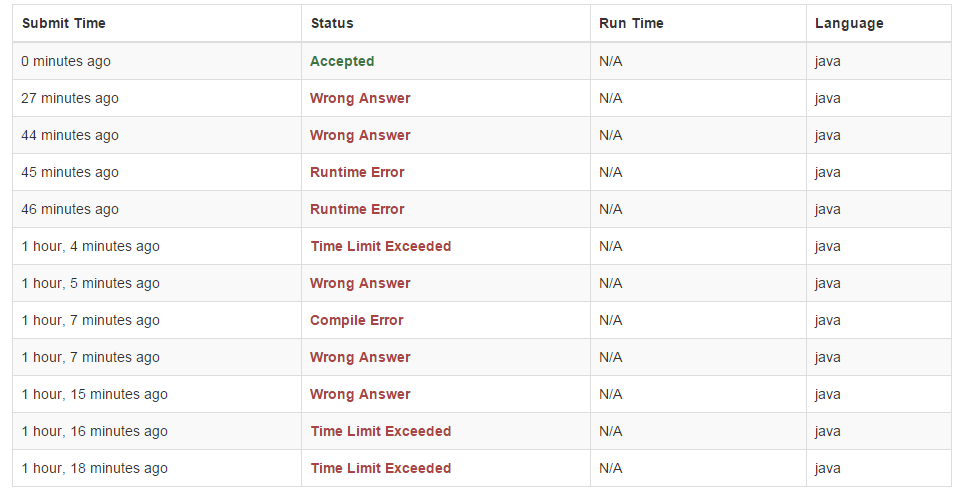 Submit Time Status Run Time Language
0 minutes ago Accepted N/A java
27 minutes ago Wrong Answer N/A java
44 minutes ago Wrong Answer N/A java
45 minutes ago Runtime Error N/A java
46 minutes ago Runtime Error N/A java
1 hour, 4 minutes ago Time Limit Exceeded N/A java
1 hour, 5 minutes ago Wrong Answer N/A java
1 hour, 7 minutes ago Compile Error N/A java
1 hour, 7 minutes ago Wrong Answer N/A java
1 hour, 15 minutes ago Wrong Answer N/A java
1 hour, 16 minutes ago Time Limit Exceeded N/A java
1 hour, 18 minutes ago Time Limit Exceeded N/A java